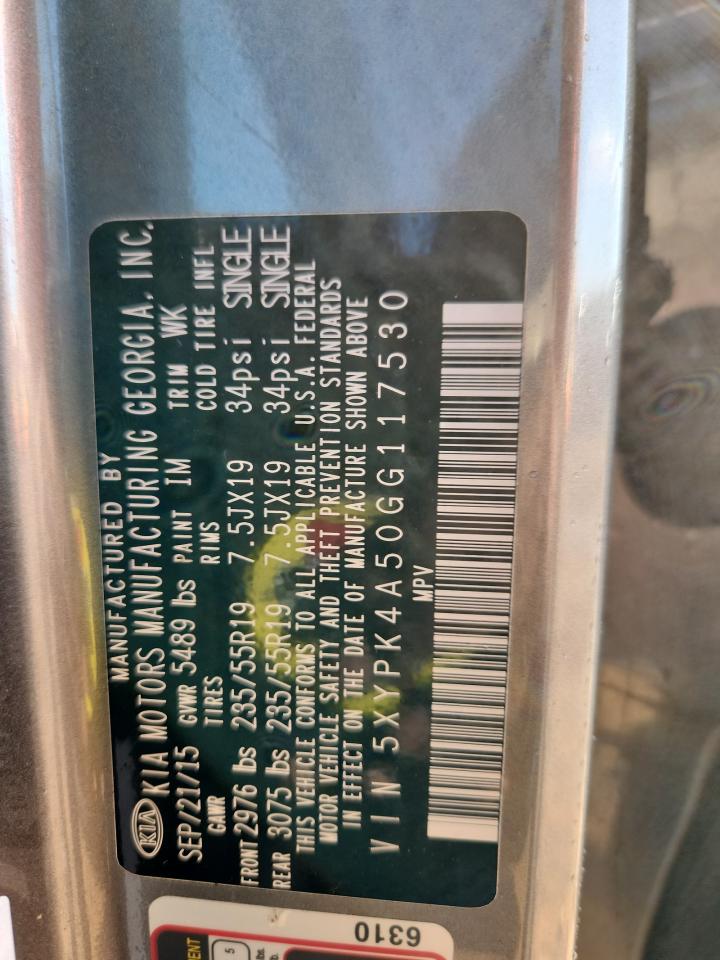 MANUFACTURED BY
KIA KIA MOTORS MANUFACTURING GEORGIA, INC.
SEP/21/15 GVWR 5489 lbs PAINT IM TRIM WK
GAWR TIRES RIMS COLD TIRE INFL
FRONT 2976 lbs 235/55R19 7.5JX19 34psi SINGLE
REAR 3075 lbs 235/55R19 7.5JX19 34psi SINGLE
THIS VEHICLE CONFORMS TO ALL APPLICABLE U.S.A. FEDERAL
MOTOR VEHICLE SAFETY AND THEFT PREVENTION STANDARDS
IN EFFECT ON THE DATE OF MANUFACTURE SHOWN ABOVE
VIN 5XYPK4A50GG117530
MPV
6310
5